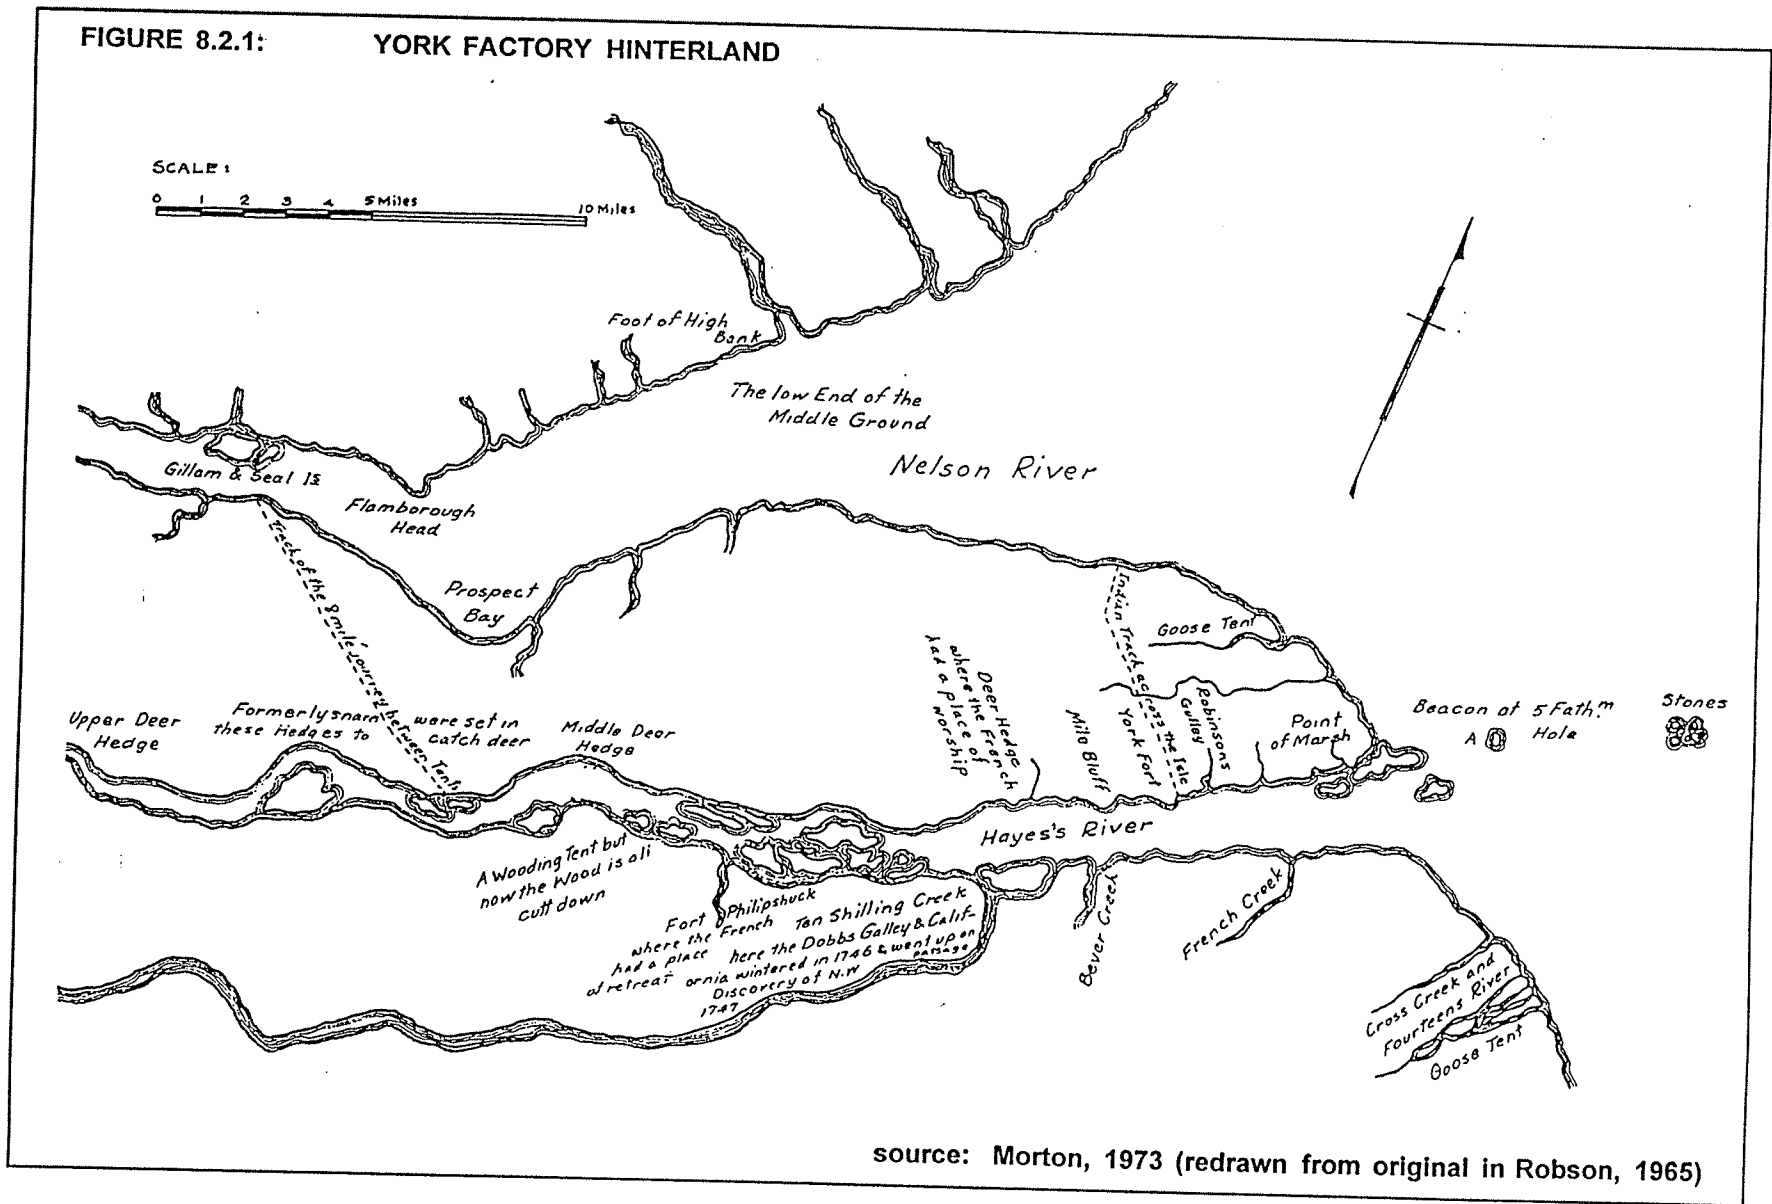 FIGURE 8.2.1: YORK FACTORY HINTERLAND
SCALE:
0 1 2 3 4 5 Miles 10 Miles
Foot of High
Bank
The low End of the
Middle Ground
Nelson River
Gillam & Seal Is
Flamborough
Head
Track of the 8 mile journey between Tents
Prospect
Bay
Indian Track across the Isle
Goose Tent
Robinsons
Gulley
York Fort
Mile Bluff
Deer Hedge
where the French
had a place of
worship
Point
of Marsh
Beacon at 5 Fath.m
A Hole
Stones
Upper Deer
Hedge
Formerly snarn were set in
these Hedges to catch deer
Middle Deer
Hedge
Hayes's River
A Wooding Tent but
now the Wood is all
cutt down
Fort Philipshuck
where the French
had a place
of retreat
Ten Shilling Creek
here the Dobbs Galley & Calif-
ornia wintered in 1746 & went up on
Discorery of N.W passage
1747
Bever Creek
French Creek
Cross Creek and
Fourteens River
Goose Tent
source: Morton, 1973 (redrawn from original in Robson, 1965)